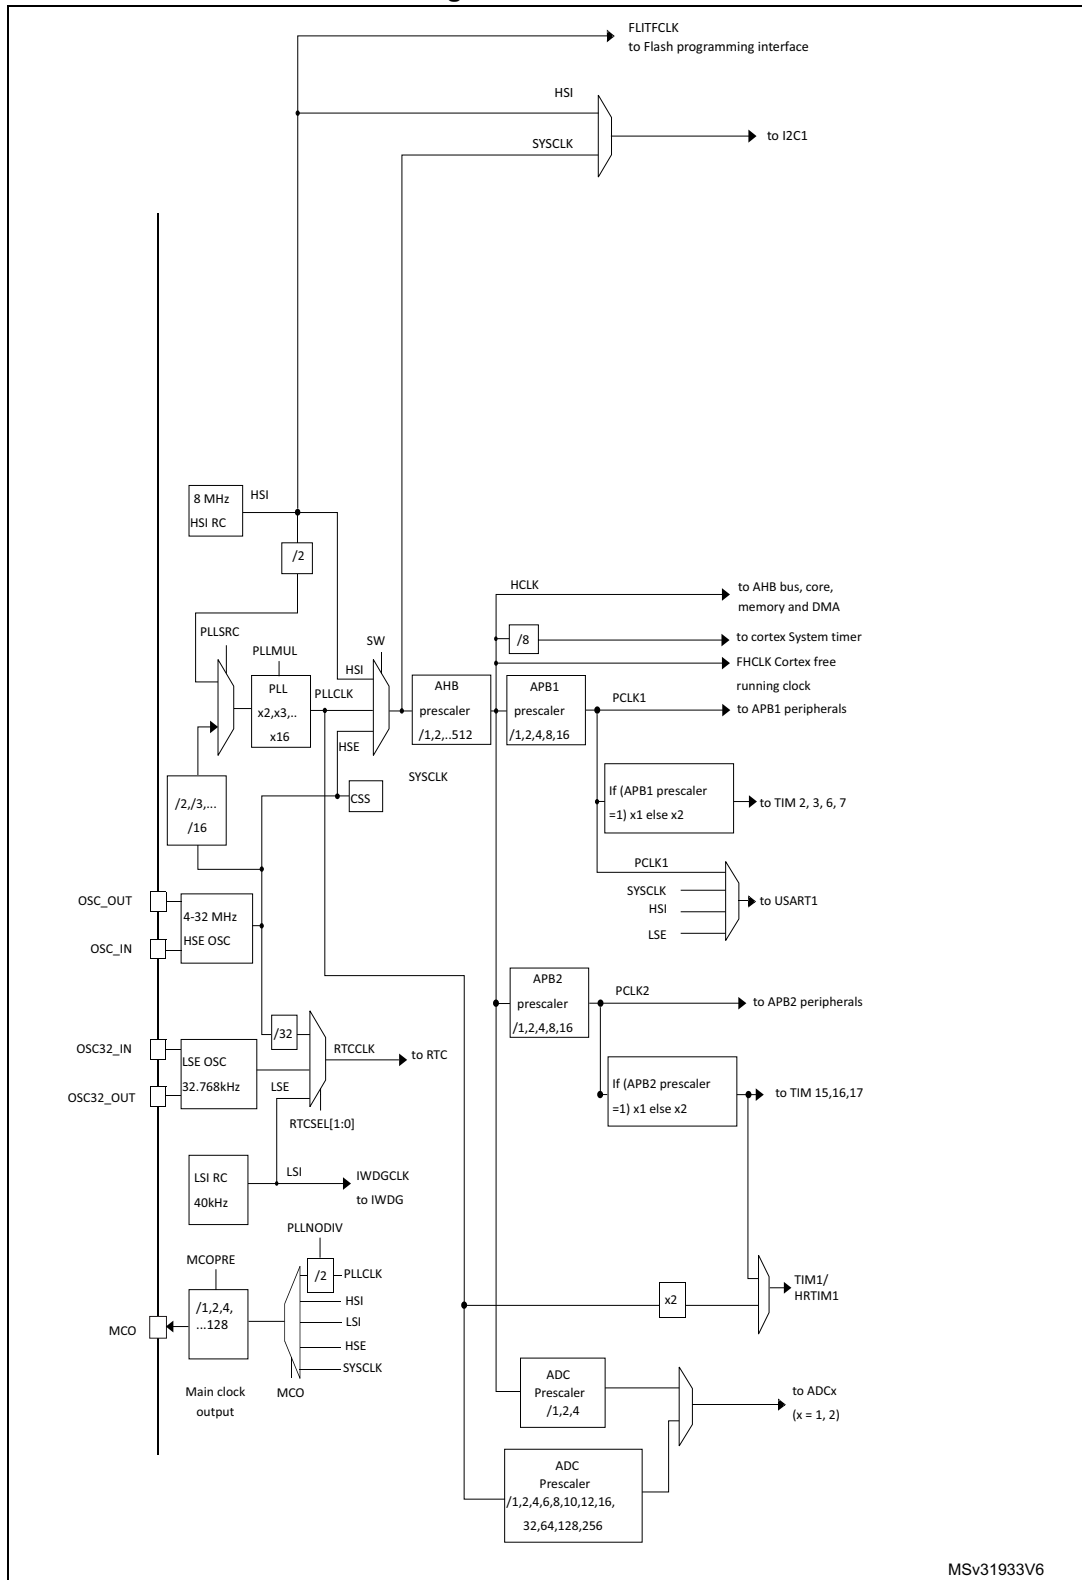 FLITFCLK
to Flash programming interface
HSI
to I2C1
SYSCLK
8 MHz
HSI RC
HSI
/2
HCLK
to AHB bus, core,
memory and DMA
/8
to cortex System timer
FHCLK Cortex free
running clock
PLLSRC
PLLMUL
SW
PLL
x2,x3,..
x16
PLLCLK
HSI
HSE
AHB
prescaler
/1,2,..512
APB1
prescaler
/1,2,4,8,16
PCLK1
to APB1 peripherals
SYSCLK
CSS
/2,/3,...
/16
If (APB1 prescaler
=1) x1 else x2
to TIM 2, 3, 6, 7
PCLK1
SYSCLK
HSI
LSE
to USART1
OSC_OUT
OSC_IN
4-32 MHz
HSE OSC
APB2
prescaler
/1,2,4,8,16
PCLK2
to APB2 peripherals
/32
OSC32_IN
OSC32_OUT
LSE OSC
32.768kHz
LSE
RTCCLK
to RTC
RTCSEL[1:0]
If (APB2 prescaler
=1) x1 else x2
to TIM 15,16,17
LSI RC
40kHz
LSI
IWDGCLK
to IWDG
PLLNODIV
MCOPRE
/2
PLLCLK
HSI
LSI
HSE
SYSCLK
/1,2,4,
...128
MCO
MCO
Main clock
output
x2
TIM1/
HRTIM1
ADC
Prescaler
/1,2,4
to ADCx
(x = 1, 2)
ADC
Prescaler
/1,2,4,6,8,10,12,16,
32,64,128,256
MSv31933V6